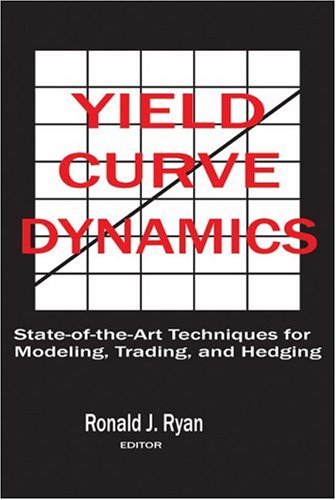 YIELD
CURVE
DYNAMICS
State-of-the-Art Techniques for
Modeling, Trading, and Hedging
Ronald J. Ryan
EDITOR